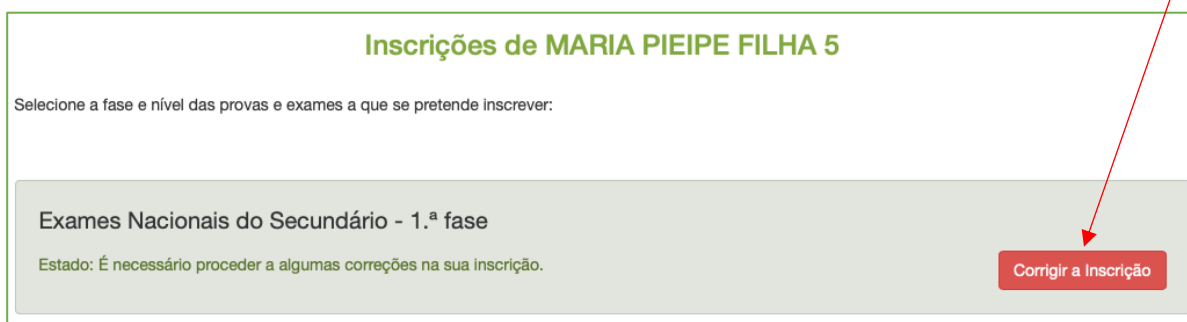 Inscrições de MARIA PIEIPE FILHA 5
Selecione a fase e nível das provas e exames a que se pretende inscrever:
Exames Nacionais do Secundário - 1.ª fase
Estado: É necessário proceder a algumas correções na sua inscrição.
Corrigir a Inscrição